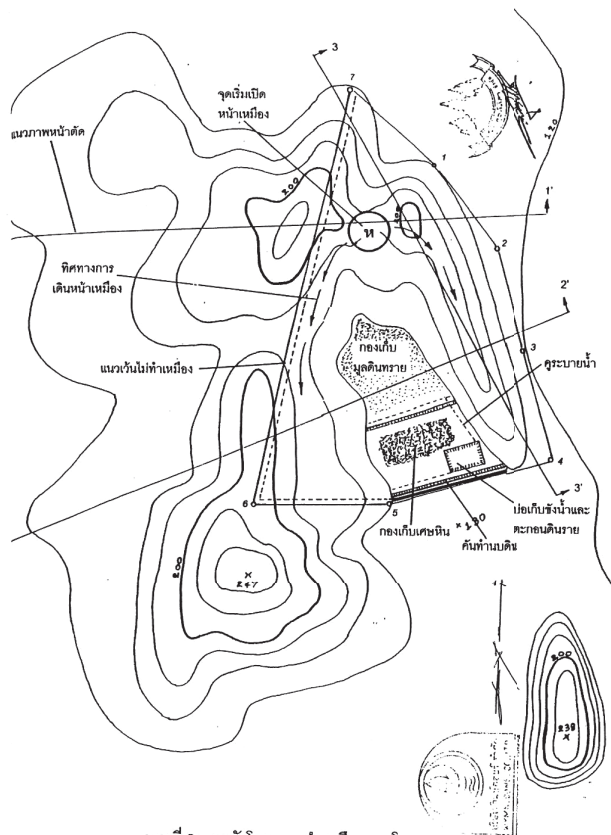 3
7
จุดเริ่มเปิด
หน้าเหมือง
แนวภาพหน้าตัด
120
1
200
1'
ห
2
ทิศทางการ
เดินหน้าเหมือง
2'
กองเก็บ
มูลดินทราย
3
คูระบายน้ำ
แนวเว้นไม่ทำเหมือง
4
3'
6
5
บ่อเก็บขังน้ำและ
ตะกอนดินราย
กองเก็บเศษหิน
คันทำนบดิน
200
247
200
238